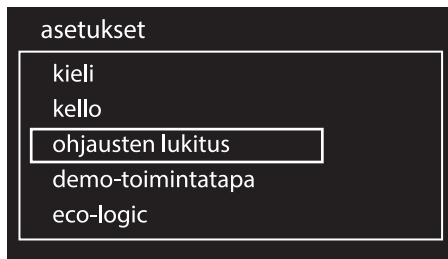 asetukset
kieli
kello
ohjausten lukitus
demo-toimintatapa
eco-logic